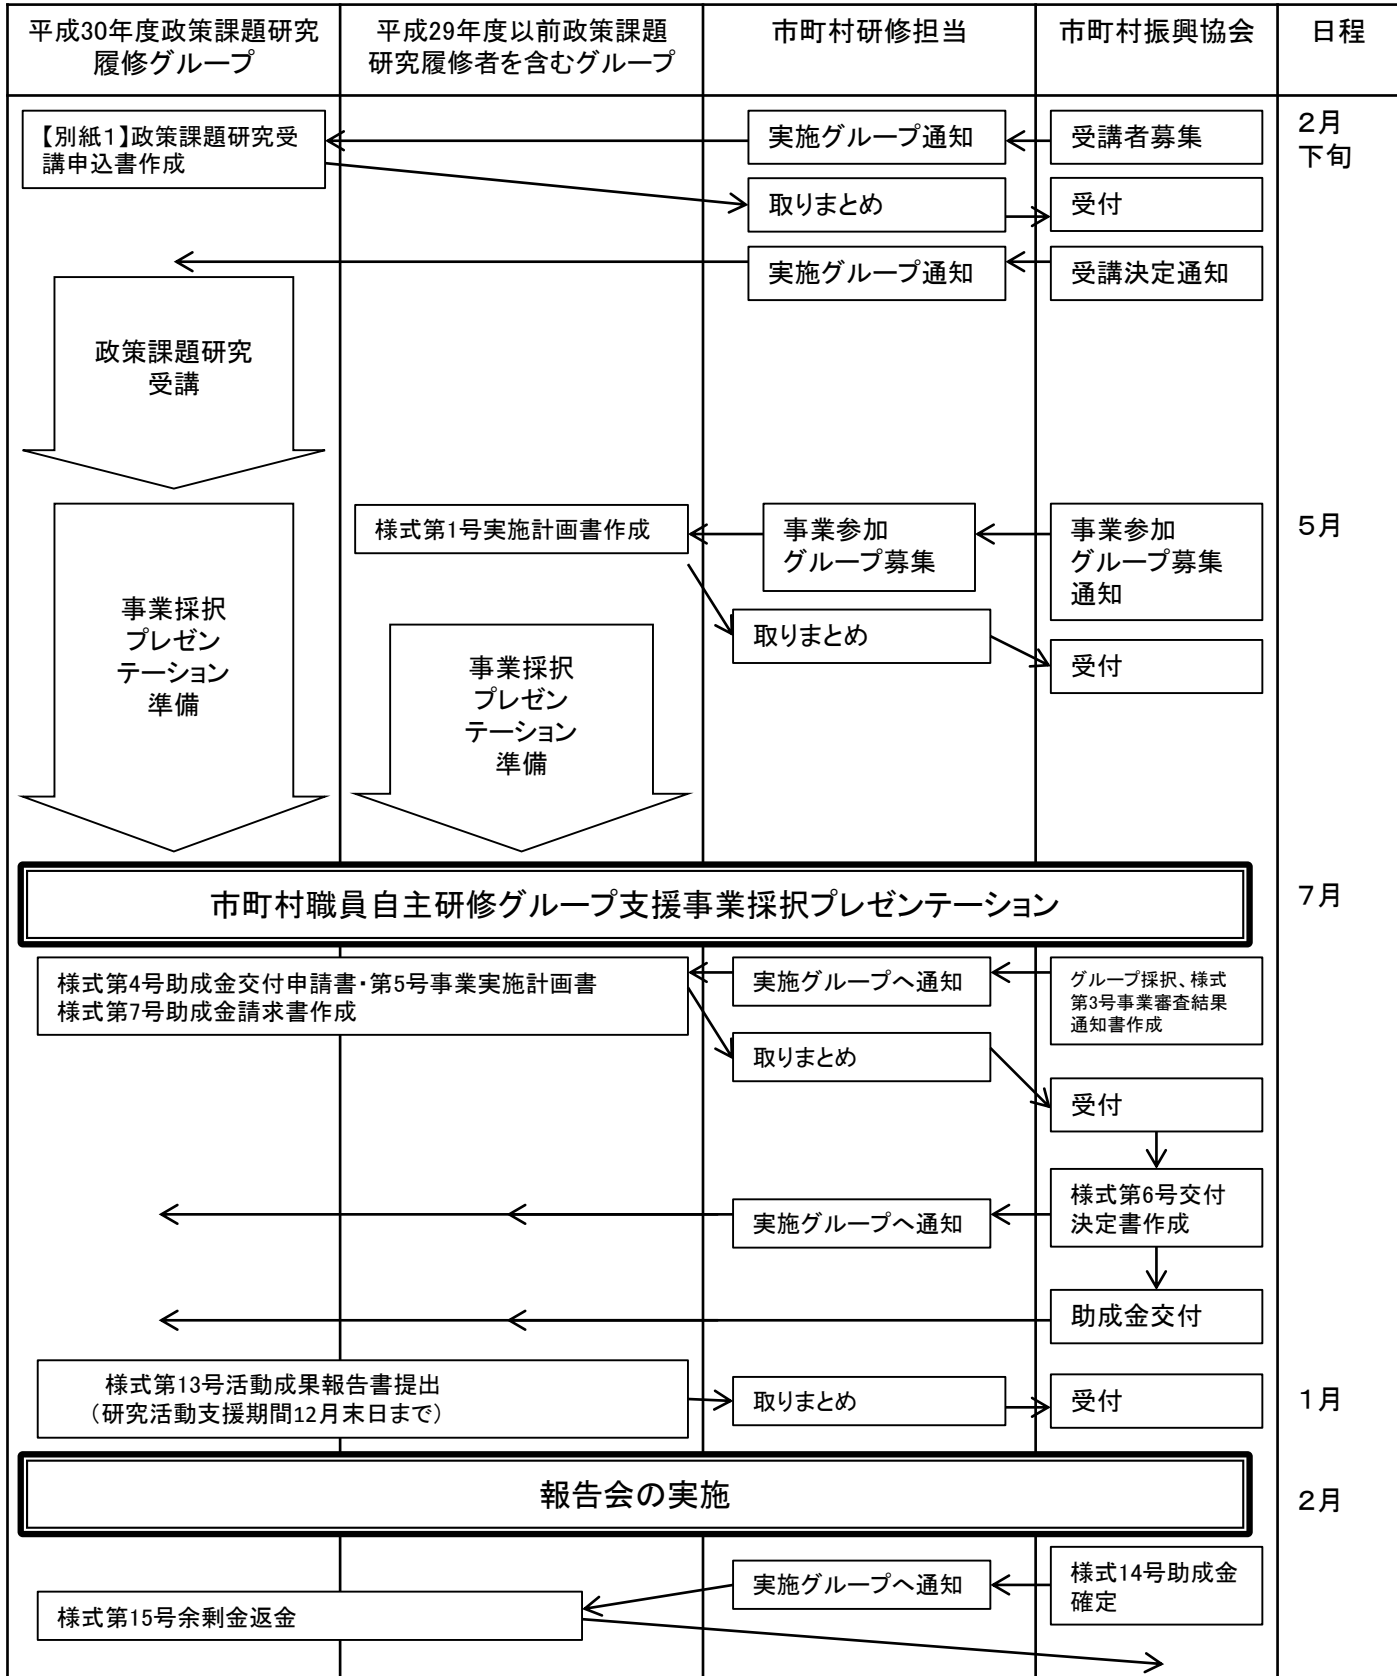 平成30年度政策課題研究
履修グループ
平成29年度以前政策課題
研究履修者を含むグループ
市町村研修担当
市町村振興協会
日程
【別紙1】政策課題研究受
講申込書作成
実施グループ通知
受講者募集
2月
下旬
取りまとめ
受付
実施グループ通知
受講決定通知
政策課題研究
受講
様式第1号実施計画書作成
事業参加
グループ募集
事業参加
グループ募集
通知
5月
事業採択
プレゼン
テーション
準備
取りまとめ
受付
事業採択
プレゼン
テーション
準備
市町村職員自主研修グループ支援事業採択プレゼンテーション
7月
様式第4号助成金交付申請書・第5号事業実施計画書
様式第7号助成金請求書作成
実施グループへ通知
グループ採択、様式
第3号事業審査結果
通知書作成
取りまとめ
受付
実施グループへ通知
様式第6号交付
決定書作成
助成金交付
様式第13号活動成果報告書提出
（研究活動支援期間12月末日まで）
取りまとめ
受付
1月
報告会の実施
2月
実施グループへ通知
様式14号助成金
確定
様式第15号余剰金返金